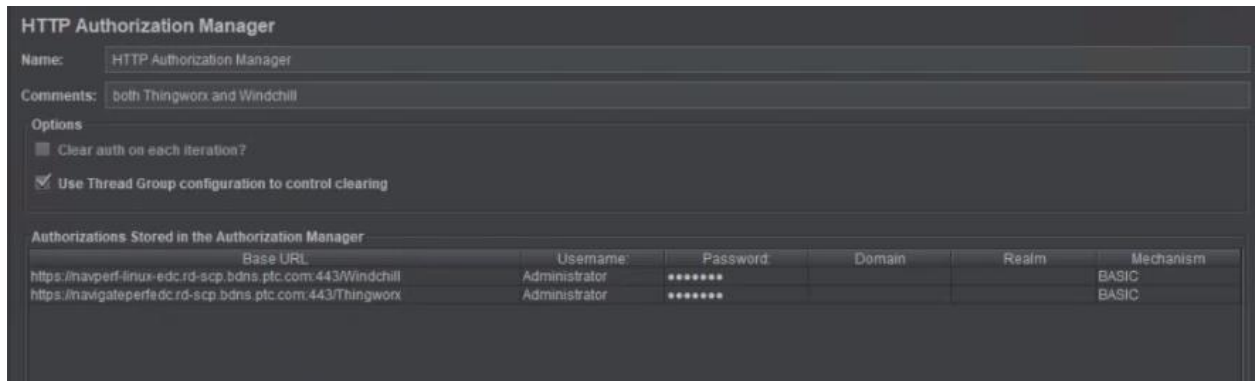 HTTP Authorization Manager
Name: HTTP Authorization Manager
Comments: both Thingworx and Windchill
Options
Clear auth on each iteration?
Use Thread Group configuration to control clearing
Authorizations Stored in the Authorization Manager
Base URL Username: Password: Domain Realm Mechanism
https://navperf-linux-edc.rd-scp.bdns.ptc.com:443/Windchill Administrator ••••••• BASIC
https://navigateperfedc.rd-scp.bdns.ptc.com:443/Thingworx Administrator ••••••• BASIC